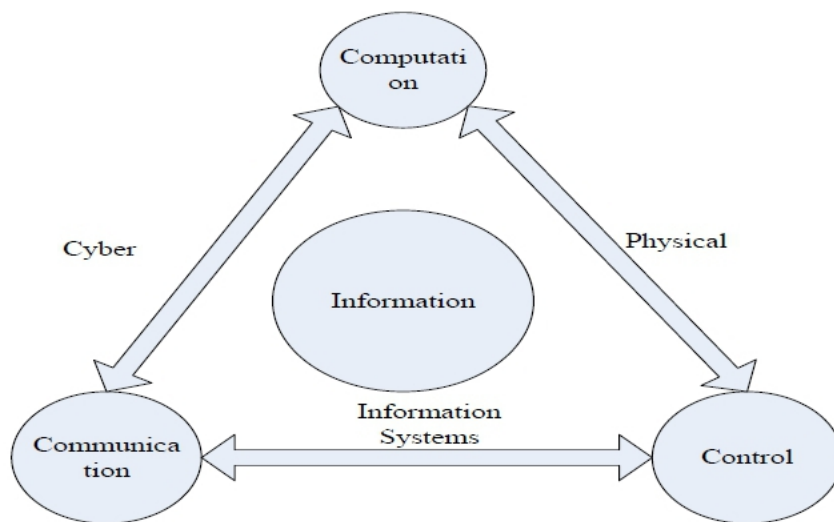 Computati
on
Cyber
Physical
Information
Information
Systems
Communica
tion
Control